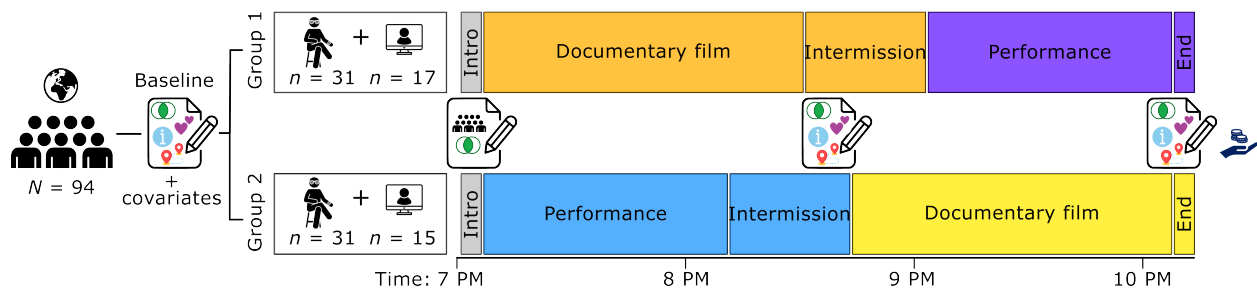 N = 94
Baseline
+
covariates
Group 1
+
n = 31 n = 17
Intro
Documentary film
Intermission
Performance
End
i
i
i
Group 2
+
n = 31 n = 15
Intro
Performance
Intermission
Documentary film
End
Time: 7 PM
8 PM
9 PM
10 PM